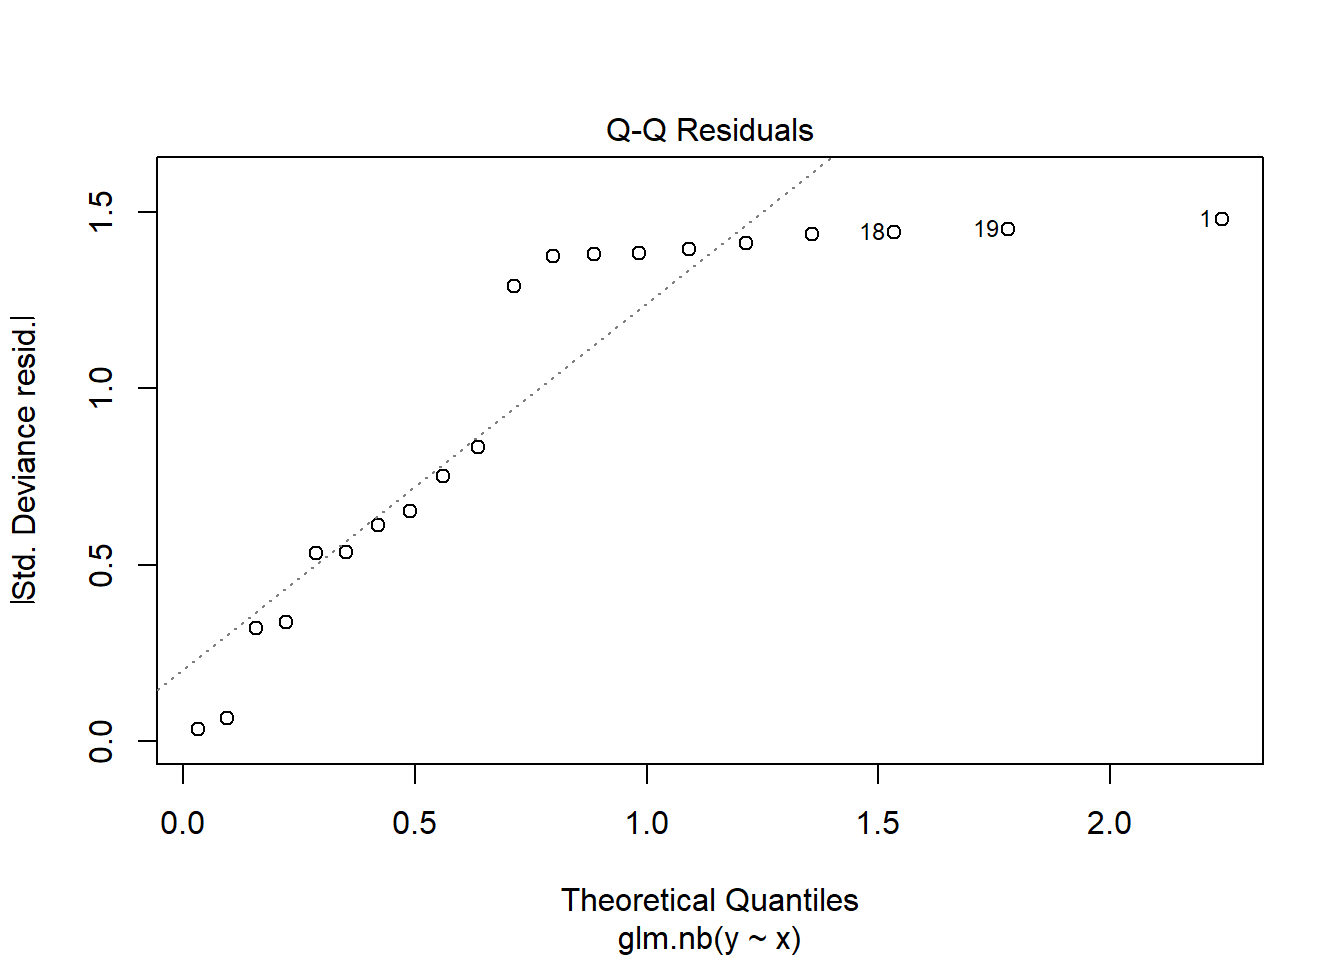 Q-Q Residuals
|Std. Deviance resid.|
1.5
1.0
0.5
0.0
18
19
1
0.0 0.5 1.0 1.5 2.0
Theoretical Quantiles
glm.nb(y ~ x)